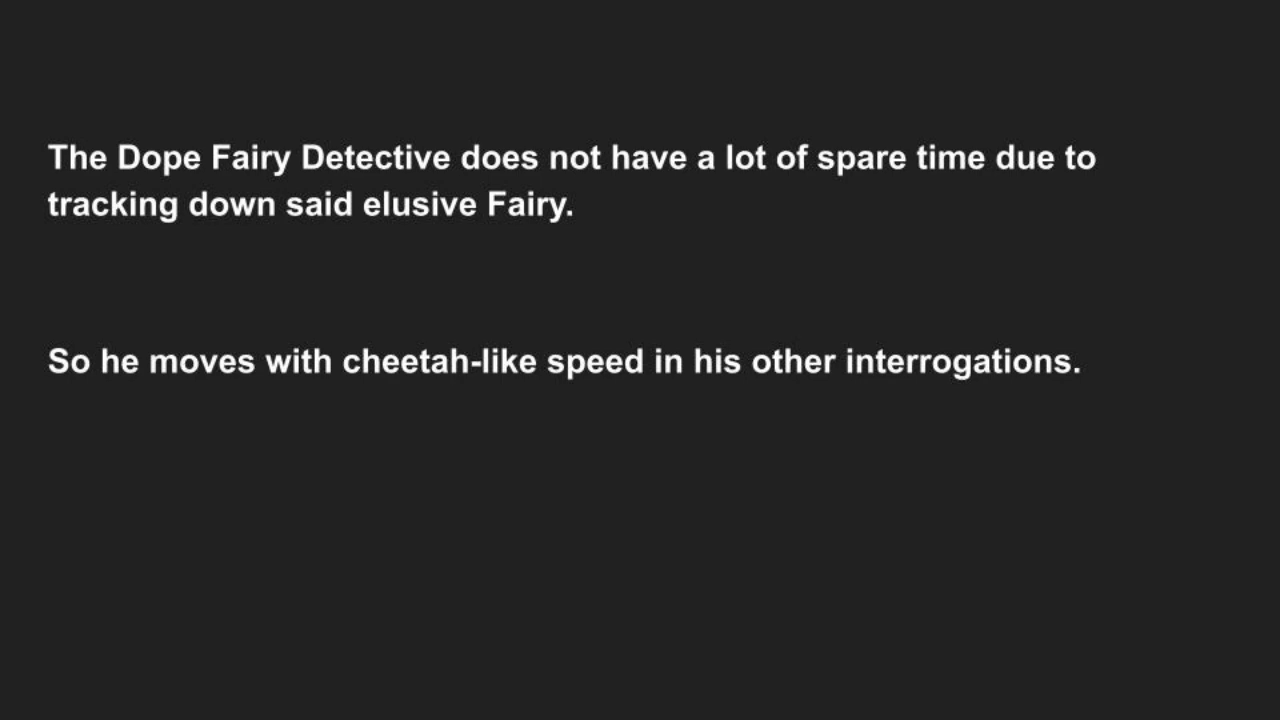 The Dope Fairy Detective does not have a lot of spare time due to
tracking down said elusive Fairy.
So he moves with cheetah-like speed in his other interrogations.